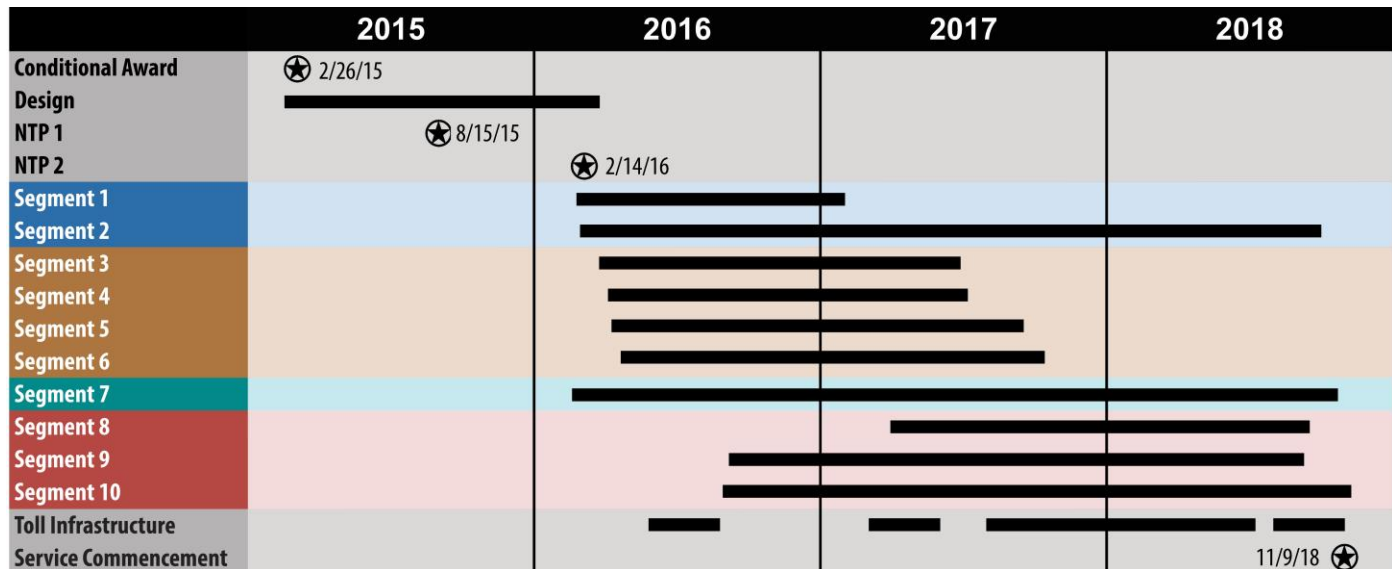 2015 2016 2017 2018
Conditional Award 2/26/15
Design
NTP 1 8/15/15
NTP 2 2/14/16
Segment 1
Segment 2
Segment 3
Segment 4
Segment 5
Segment 6
Segment 7
Segment 8
Segment 9
Segment 10
Toll Infrastructure
Service Commencement 11/9/18